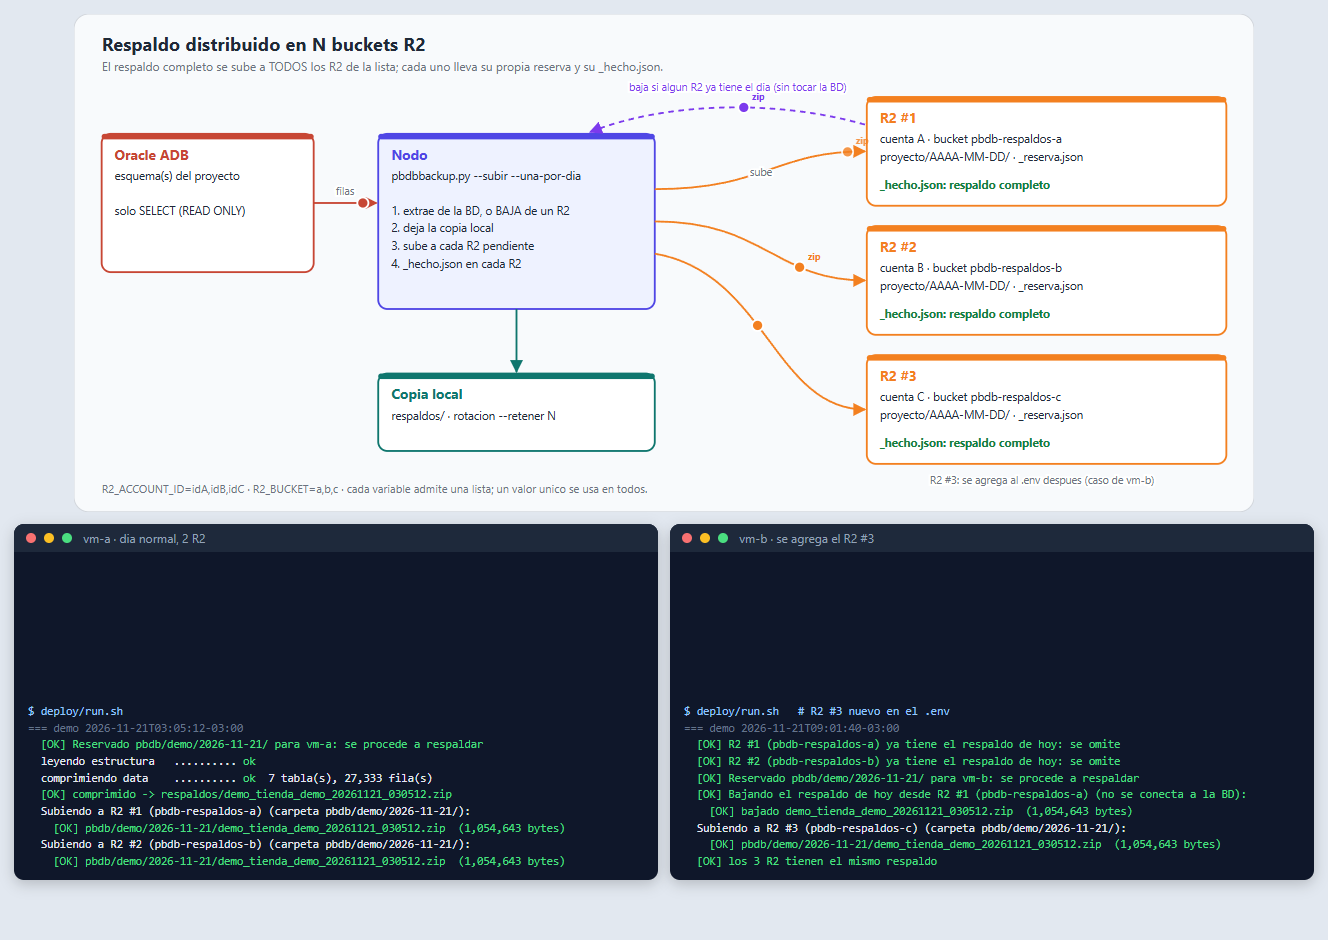 Respaldo distribuido en N buckets R2
El respaldo completo se sube a TODOS los R2 de la lista; cada uno lleva su propia reserva y su _hecho.json.
baja si algun R2 ya tiene el dia (sin tocar la BD)
zip
Oracle ADB
esquema(s) del proyecto
solo SELECT (READ ONLY)
filas
Nodo
pbdbbackup.py --subir --una-por-dia
1. extrae de la BD, o BAJA de un R2
2. deja la copia local
3. sube a cada R2 pendiente
4. _hecho.json en cada R2
sube
zip
zip
R2 #1
cuenta A · bucket pbdb-respaldos-a
proyecto/AAAA-MM-DD/ · _reserva.json
_hecho.json: respaldo completo
R2 #2
cuenta B · bucket pbdb-respaldos-b
proyecto/AAAA-MM-DD/ · _reserva.json
_hecho.json: respaldo completo
R2 #3
cuenta C · bucket pbdb-respaldos-c
proyecto/AAAA-MM-DD/ · _reserva.json
_hecho.json: respaldo completo
Copia local
respaldos/ · rotacion --retener N
R2_ACCOUNT_ID=idA,idB,idC · R2_BUCKET=a,b,c · cada variable admite una lista; un valor unico se usa en todos.
R2 #3: se agrega al .env despues (caso de vm-b)
vm-a · dia normal, 2 R2
$ deploy/run.sh
=== demo 2026-11-21T03:05:12-03:00
[OK] Reservado pbdb/demo/2026-11-21/ para vm-a: se procede a respaldar
leyendo estructura .......... ok
comprimiendo data .......... ok 7 tabla(s), 27,333 fila(s)
[OK] comprimido -> respaldos/demo_tienda_demo_20261121_030512.zip
Subiendo a R2 #1 (pbdb-respaldos-a) (carpeta pbdb/demo/2026-11-21/):
[OK] pbdb/demo/2026-11-21/demo_tienda_demo_20261121_030512.zip (1,054,643 bytes)
Subiendo a R2 #2 (pbdb-respaldos-b) (carpeta pbdb/demo/2026-11-21/):
[OK] pbdb/demo/2026-11-21/demo_tienda_demo_20261121_030512.zip (1,054,643 bytes)
vm-b · se agrega el R2 #3
$ deploy/run.sh # R2 #3 nuevo en el .env
=== demo 2026-11-21T09:01:40-03:00
[OK] R2 #1 (pbdb-respaldos-a) ya tiene el respaldo de hoy: se omite
[OK] R2 #2 (pbdb-respaldos-b) ya tiene el respaldo de hoy: se omite
[OK] Reservado pbdb/demo/2026-11-21/ para vm-b: se procede a respaldar
[OK] Bajando el respaldo de hoy desde R2 #1 (pbdb-respaldos-a) (no se conecta a la BD):
[OK] bajado demo_tienda_demo_20261121_030512.zip (1,054,643 bytes)
Subiendo a R2 #3 (pbdb-respaldos-c) (carpeta pbdb/demo/2026-11-21/):
[OK] pbdb/demo/2026-11-21/demo_tienda_demo_20261121_030512.zip (1,054,643 bytes)
[OK] los 3 R2 tienen el mismo respaldo